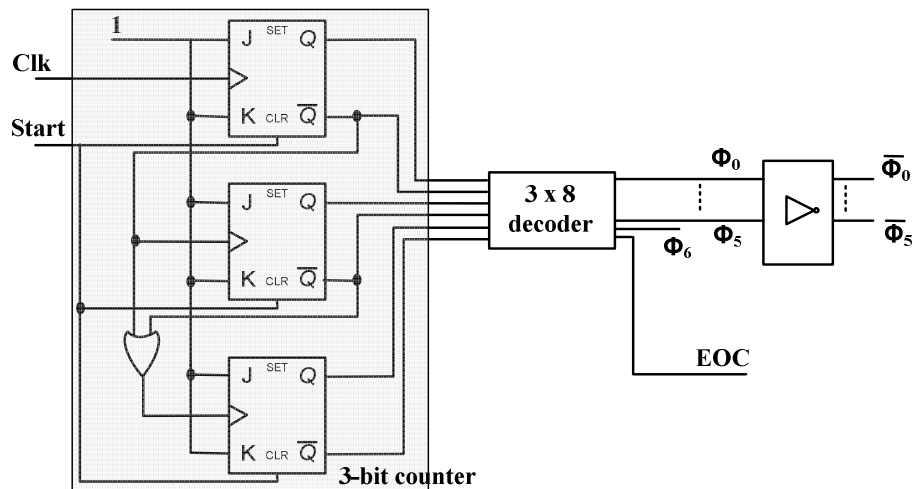 1
J SET Q
Clk
K CLR Q̅
Start
Φ₀ Φ̅₀
J SET Q
3 x 8
decoder
Φ₅ Φ̅₅
Φ₆
K CLR Q̅
EOC
J SET Q
K CLR Q̅
3-bit counter